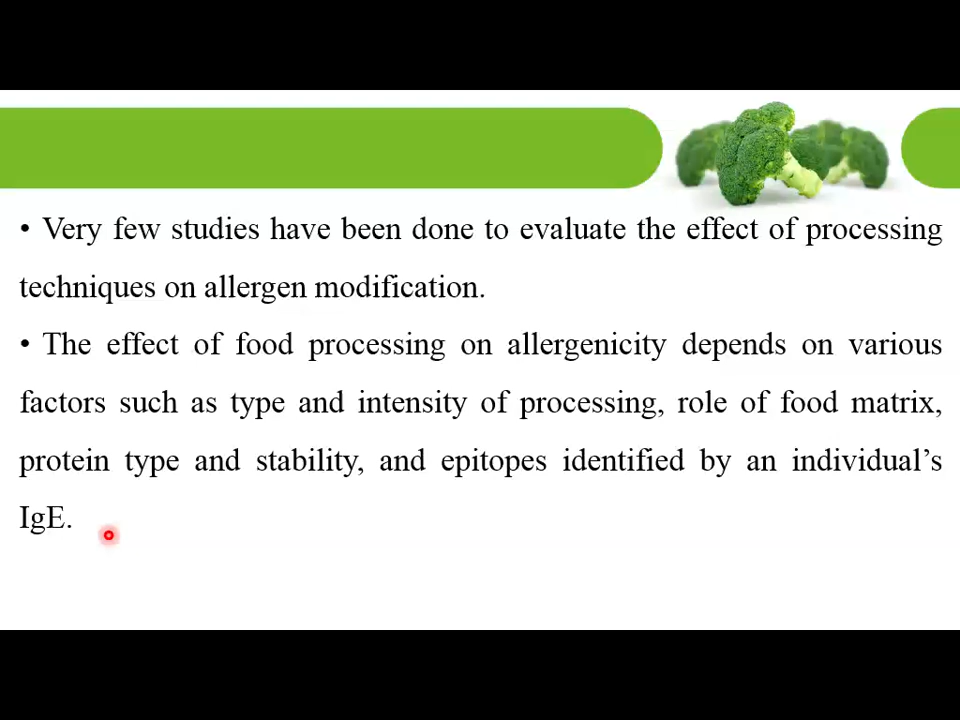 • Very few studies have been done to evaluate the effect of processing
techniques on allergen modification.
• The effect of food processing on allergenicity depends on various
factors such as type and intensity of processing, role of food matrix,
protein type and stability, and epitopes identified by an individual’s
IgE.